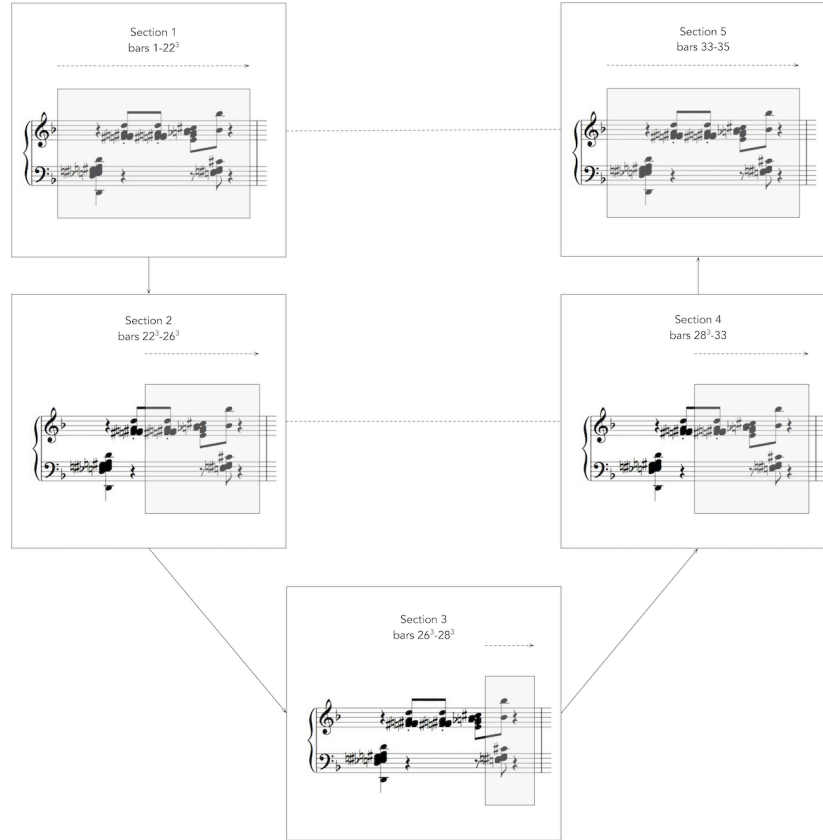 Section 1
bars 1-22³
Section 5
bars 33-35
Section 2
bars 22³-26³
Section 4
bars 28³-33
Section 3
bars 26³-28³